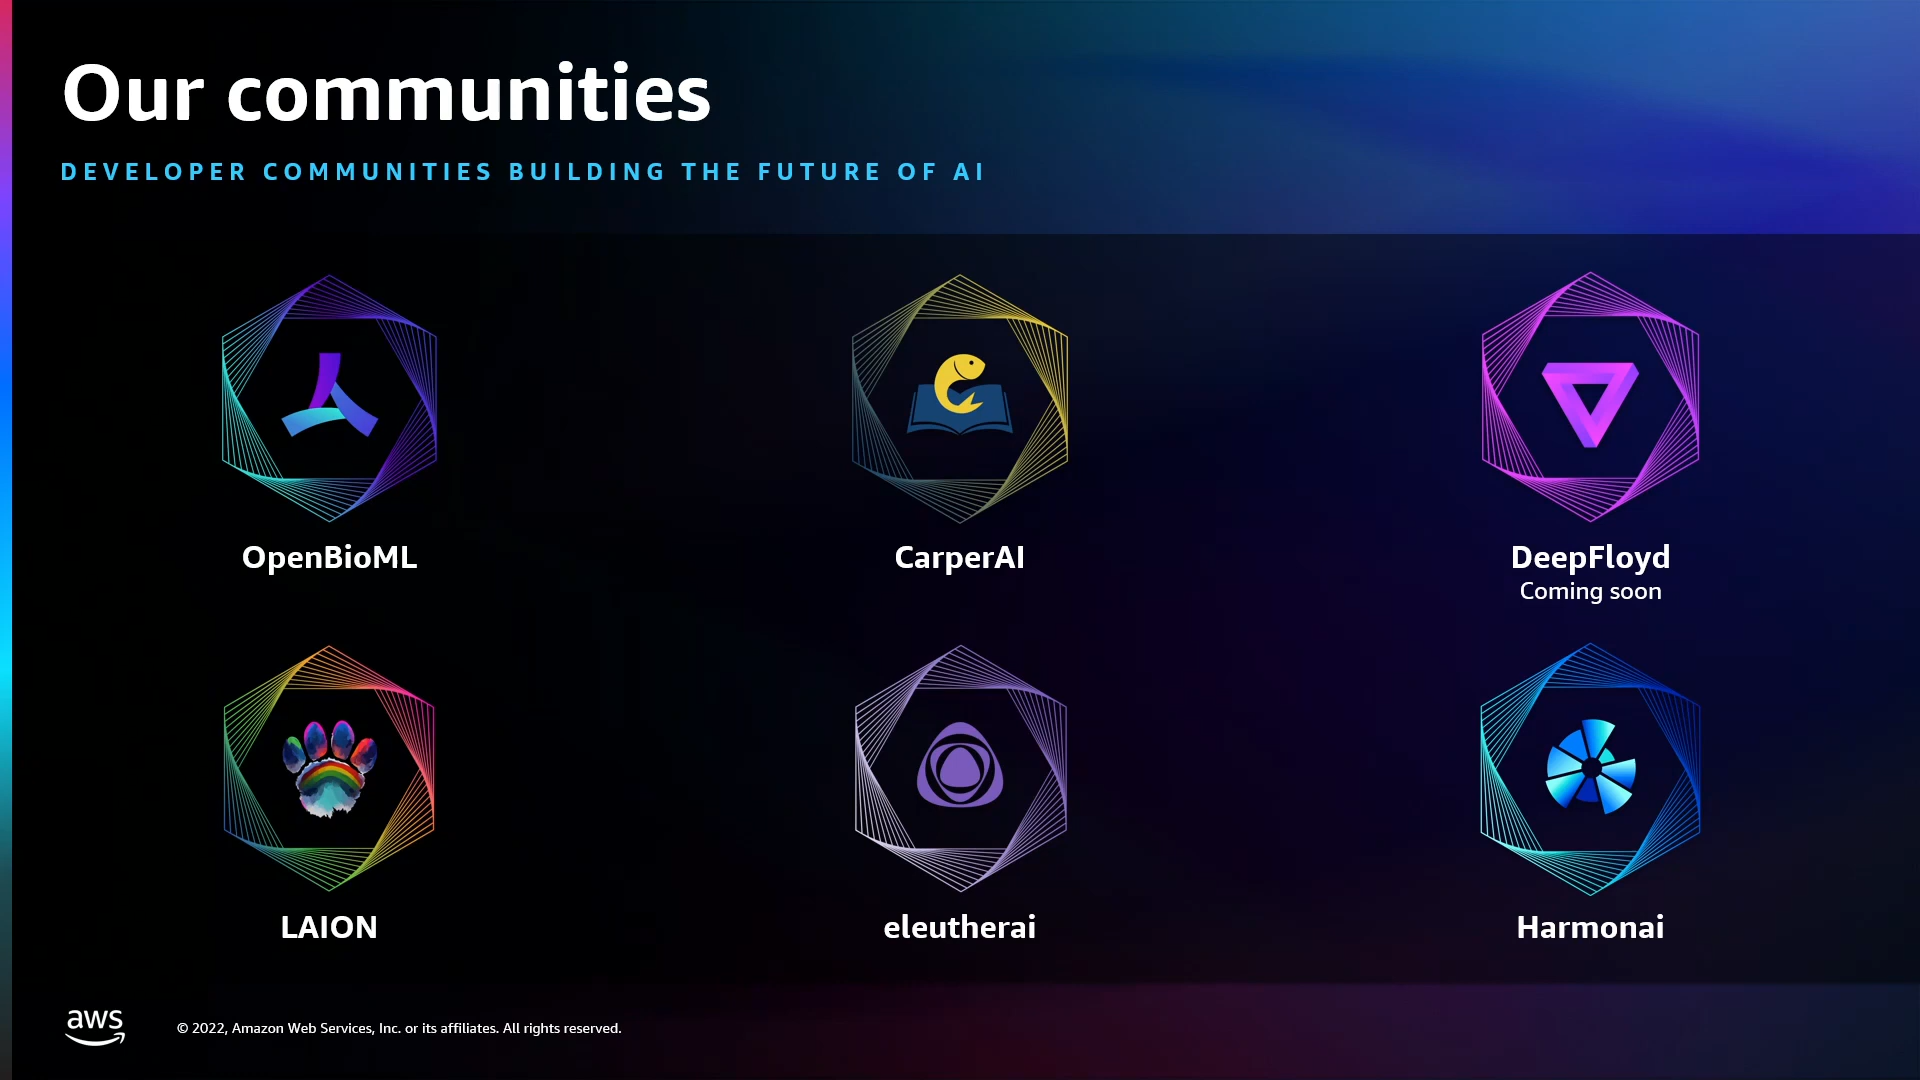 Our communities
DEVELOPER COMMUNITIES BUILDING THE FUTURE OF AI
OpenBioML
CarperAI
DeepFloyd
Coming soon
LAION
eleutherai
Harmonai
aws
© 2022, Amazon Web Services, Inc. or its affiliates. All rights reserved.